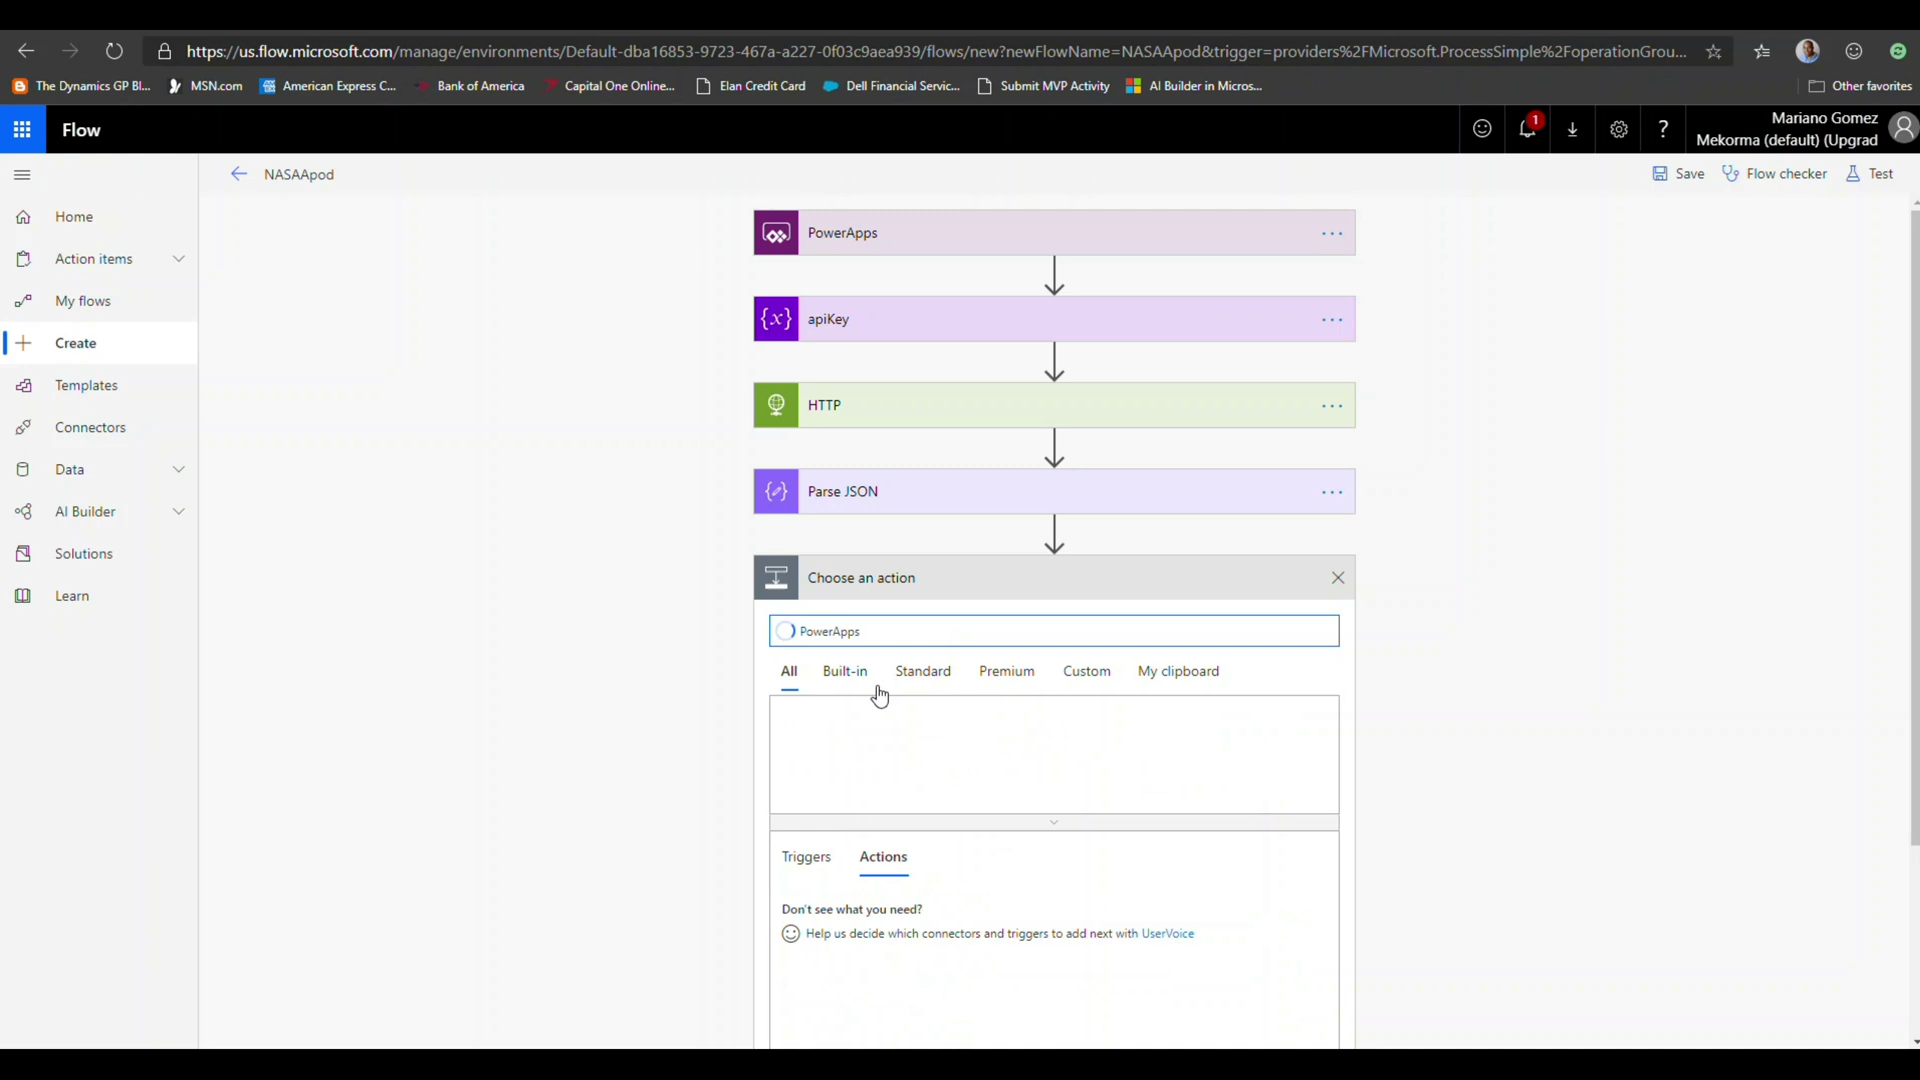 https://us.flow.microsoft.com/manage/environments/Default-dba16853-9723-467a-a227-0f03c9aea939/flows/new?newFlowName=NASAApod&trigger=providers%2FMicrosoft.ProcessSimple%2FoperationGrou...
The Dynamics GP Bl... MSN.com American Express C... Bank of America Capital One Online... Elan Credit Card Dell Financial Servic... Submit MVP Activity AI Builder in Micros... Other favorites
Flow
1
?
Mariano Gomez
Mekorma (default) (Upgrad
NASAApod
Save
Flow checker
Test
Home
Action items
My flows
Create
Templates
Connectors
Data
AI Builder
Solutions
Learn
PowerApps
{x} apiKey
HTTP
Parse JSON
Choose an action
PowerApps
All Built-in Standard Premium Custom My clipboard
Triggers Actions
Don't see what you need?
Help us decide which connectors and triggers to add next with UserVoice